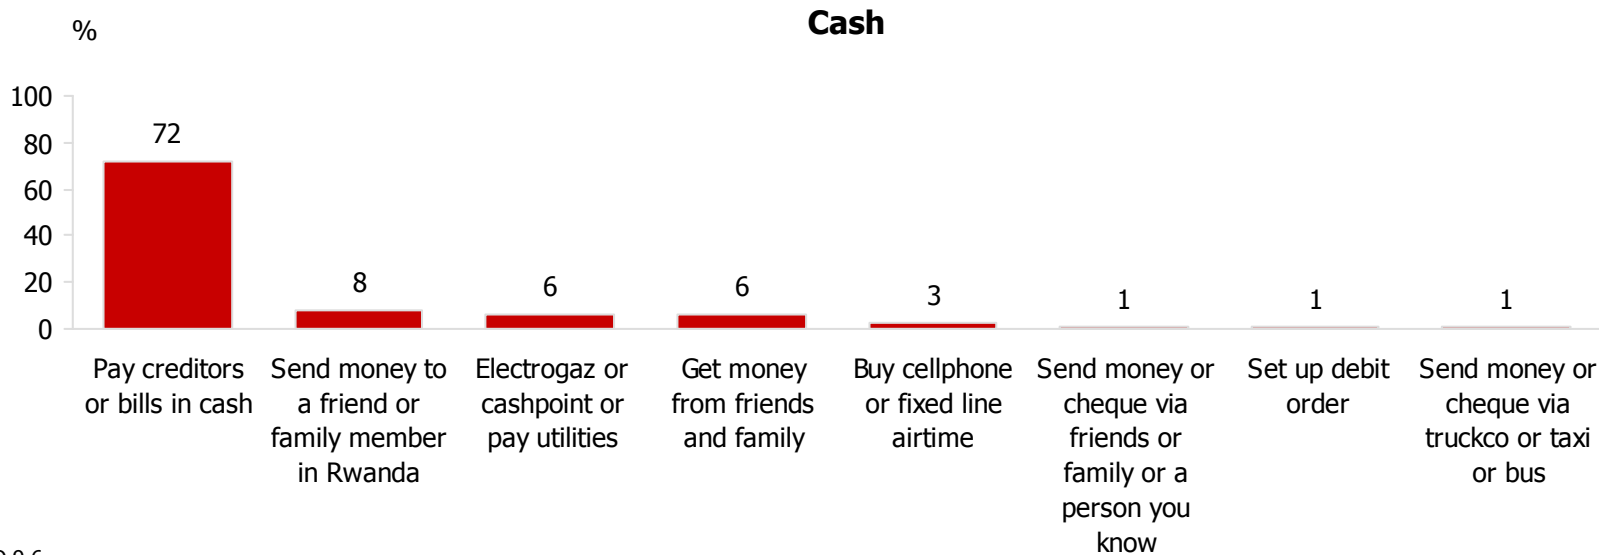 Cash
%
100
80
60
40
20
0
72
8
6
6
3
1
1
1
Pay creditors
or bills in cash
Send money to
a friend or
family member
in Rwanda
Electrogaz or
cashpoint or
pay utilities
Get money
from friends
and family
Buy cellphone
or fixed line
airtime
Send money or
cheque via
friends or
family or a
person you
know
Set up debit
order
Send money or
cheque via
truckco or taxi
or bus